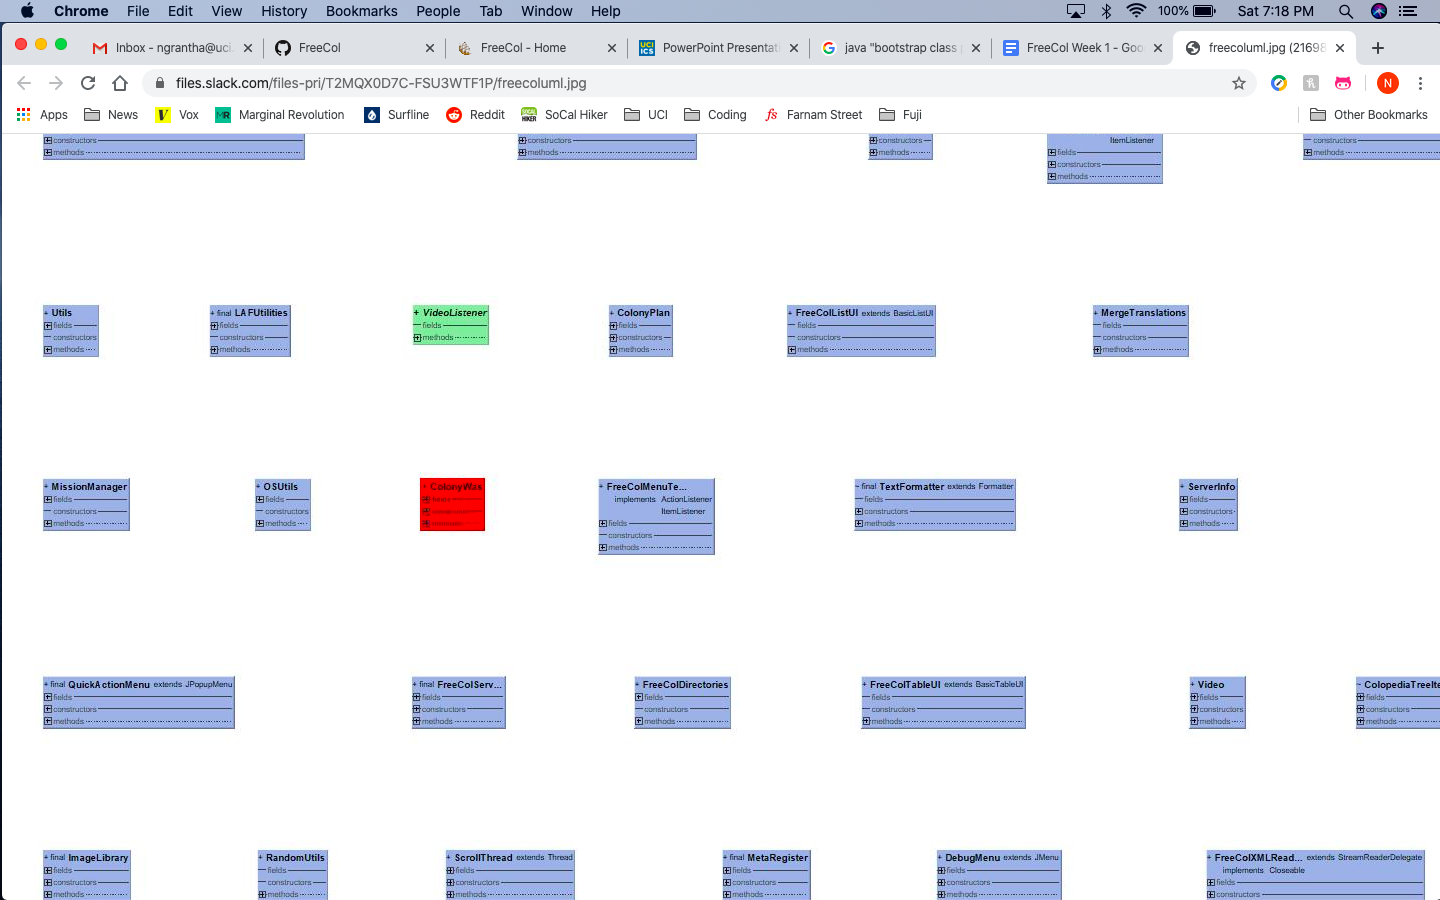 Chrome File Edit View History Bookmarks People Tab Window Help 100% Sat 7:18 PM
Inbox - ngrantha@uci. FreeCol FreeCol - Home PowerPoint Presentat java "bootstrap class FreeCol Week 1 - Goo freecoluml.jpg (21698
files.slack.com/files-pri/T2MQX0D7C-FSU3WTF1P/freecoluml.jpg N
Apps News Vox Marginal Revolution Surfline Reddit SoCal Hiker UCI Coding Farnam Street Fuji Other Bookmarks
constructors constructors constructors ItemListener constructors
methods methods methods fields methods
constructors
methods
+ Utils + final LAFUtilities + VideoListener + ColonyPlan + FreeColListUI extends BasicListUI + MergeTranslations
fields fields fields fields fields fields
constructors constructors methods constructors constructors constructors
methods methods methods methods methods
+ MissionManager + OSUtils + ColonyWas + FreeColMenuTe... ~ final TextFormatter extends Formatter + ServerInfo
fields fields fields implements ActionListener fields fields
constructors constructors ItemListener constructors constructors
methods methods fields methods methods
constructors
methods
+ final QuickActionMenu extends JPopupMenu + final FreeColServ... + FreeColDirectories + FreeColTableUI extends BasicTableUI + Video ~ ColopediaTreeIte
fields fields fields fields fields fields
constructors constructors constructors constructors constructors constructors
methods methods methods methods methods methods
+ final ImageLibrary + RandomUtils + ScrollThread extends Thread + final MetaRegister + DebugMenu extends JMenu + FreeColXMLRead... extends StreamReaderDelegate
fields fields fields fields fields implements Closeable
constructors constructors constructors constructors constructors fields
methods methods methods methods methods constructors